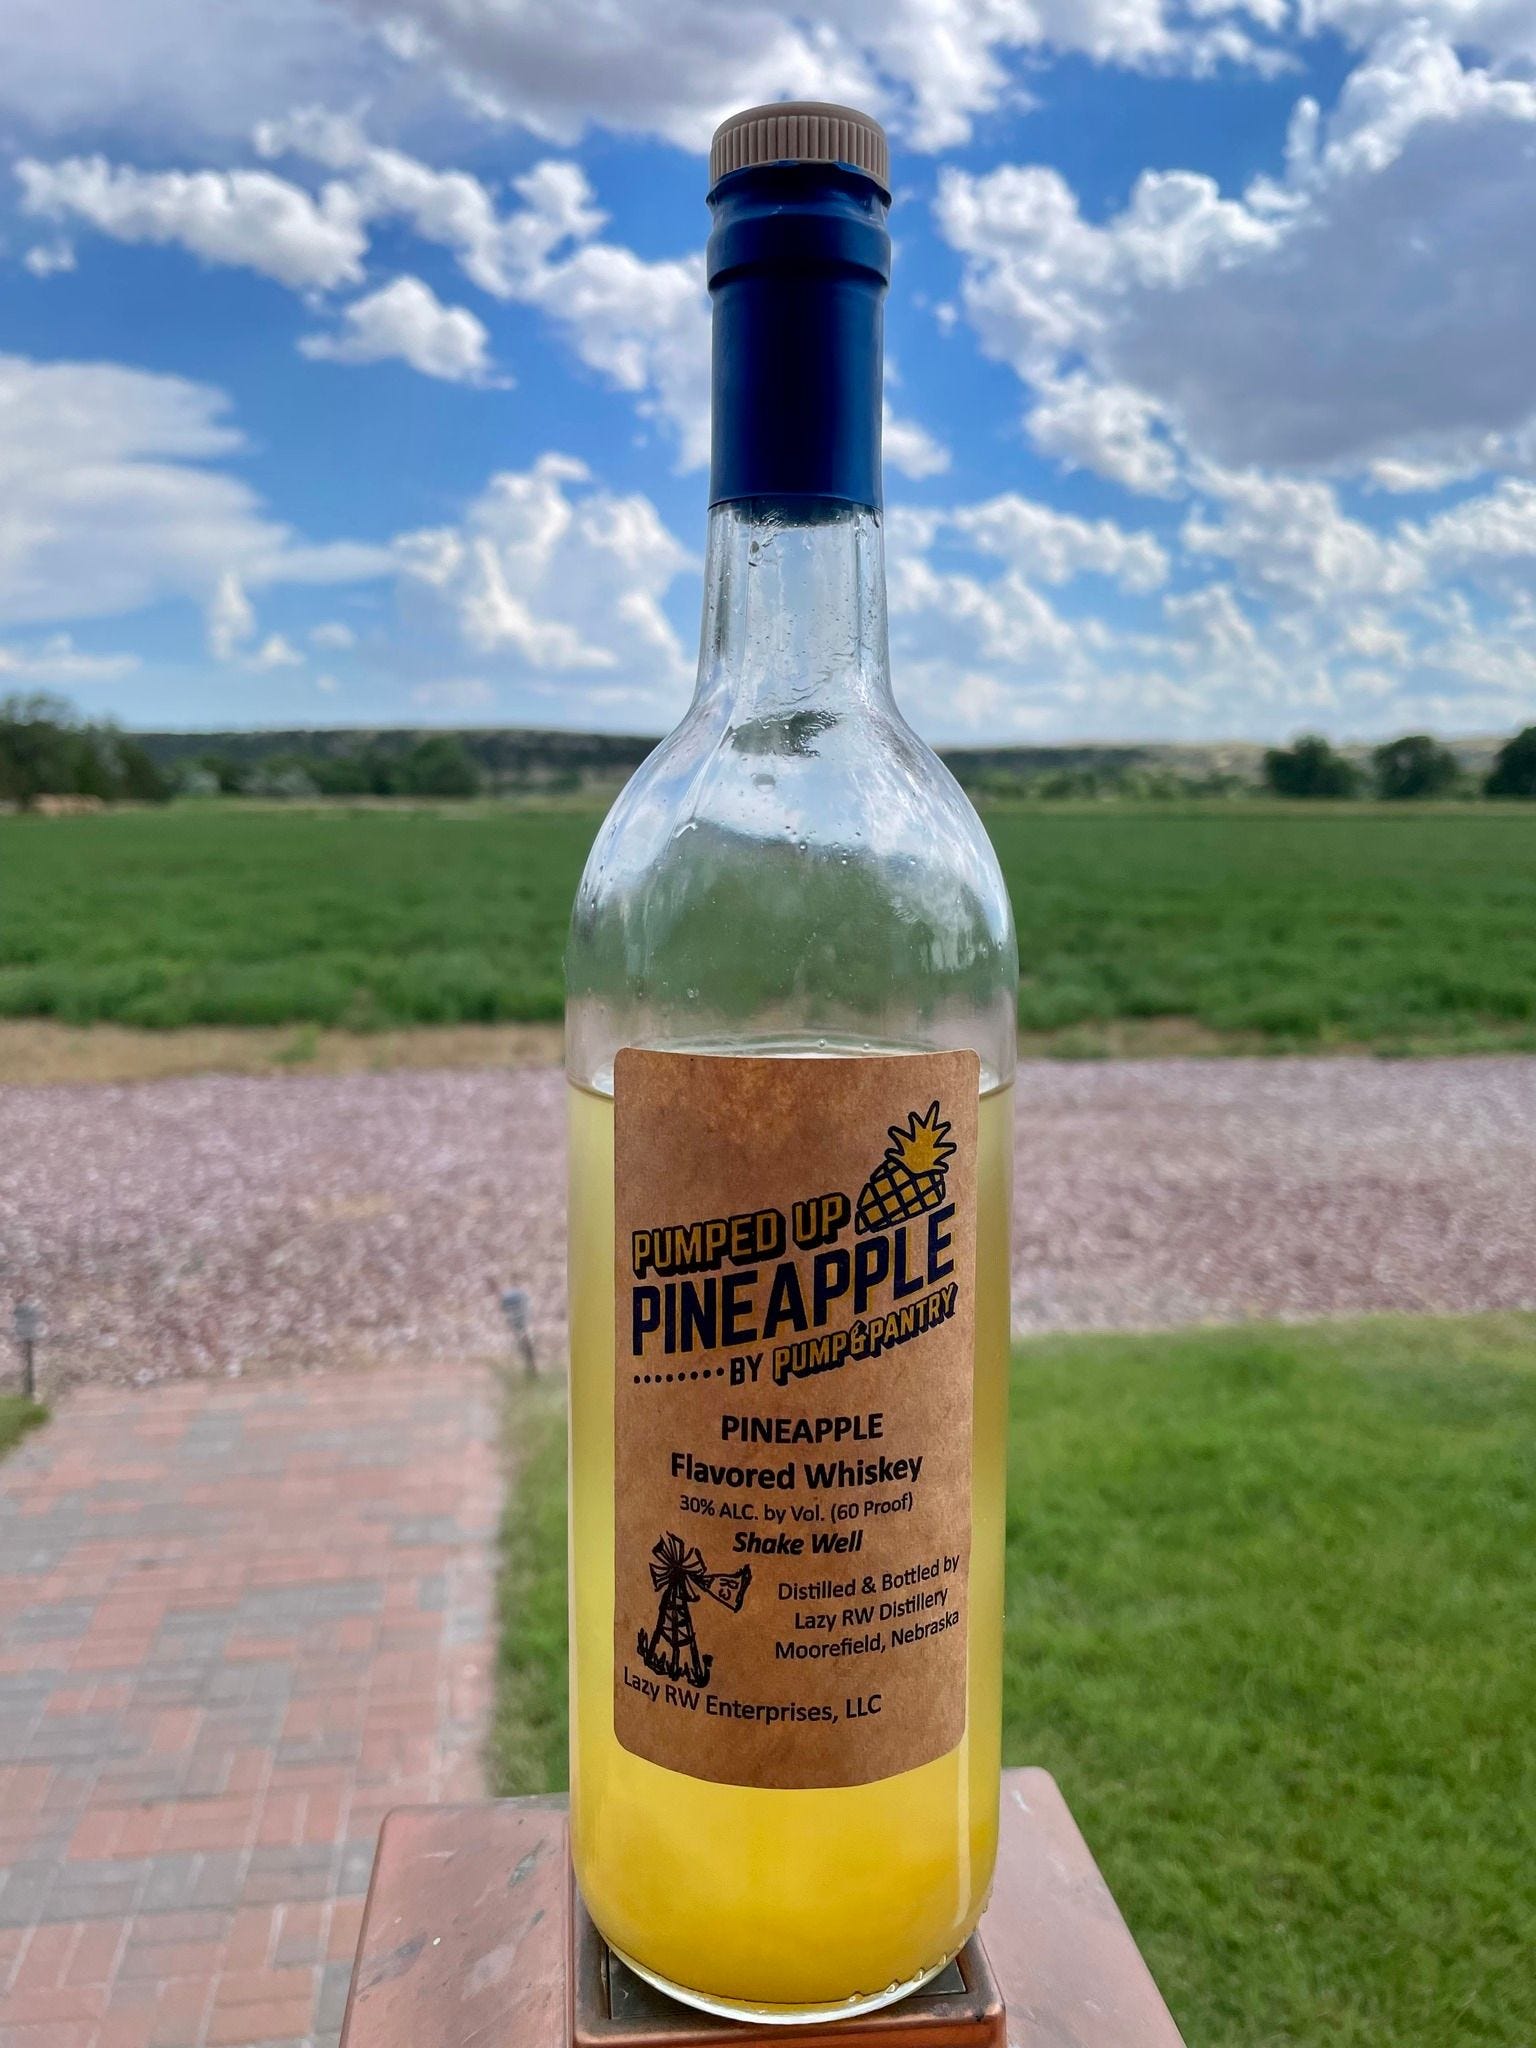 PUMPED UP
PINEAPPLE
........BY PUMP&PANTRY
PINEAPPLE
Flavored Whiskey
30% ALC. by Vol. (60 Proof)
Shake Well
Distilled & Bottled by
Lazy RW Distillery
Moorefield, Nebraska
Lazy RW Enterprises, LLC